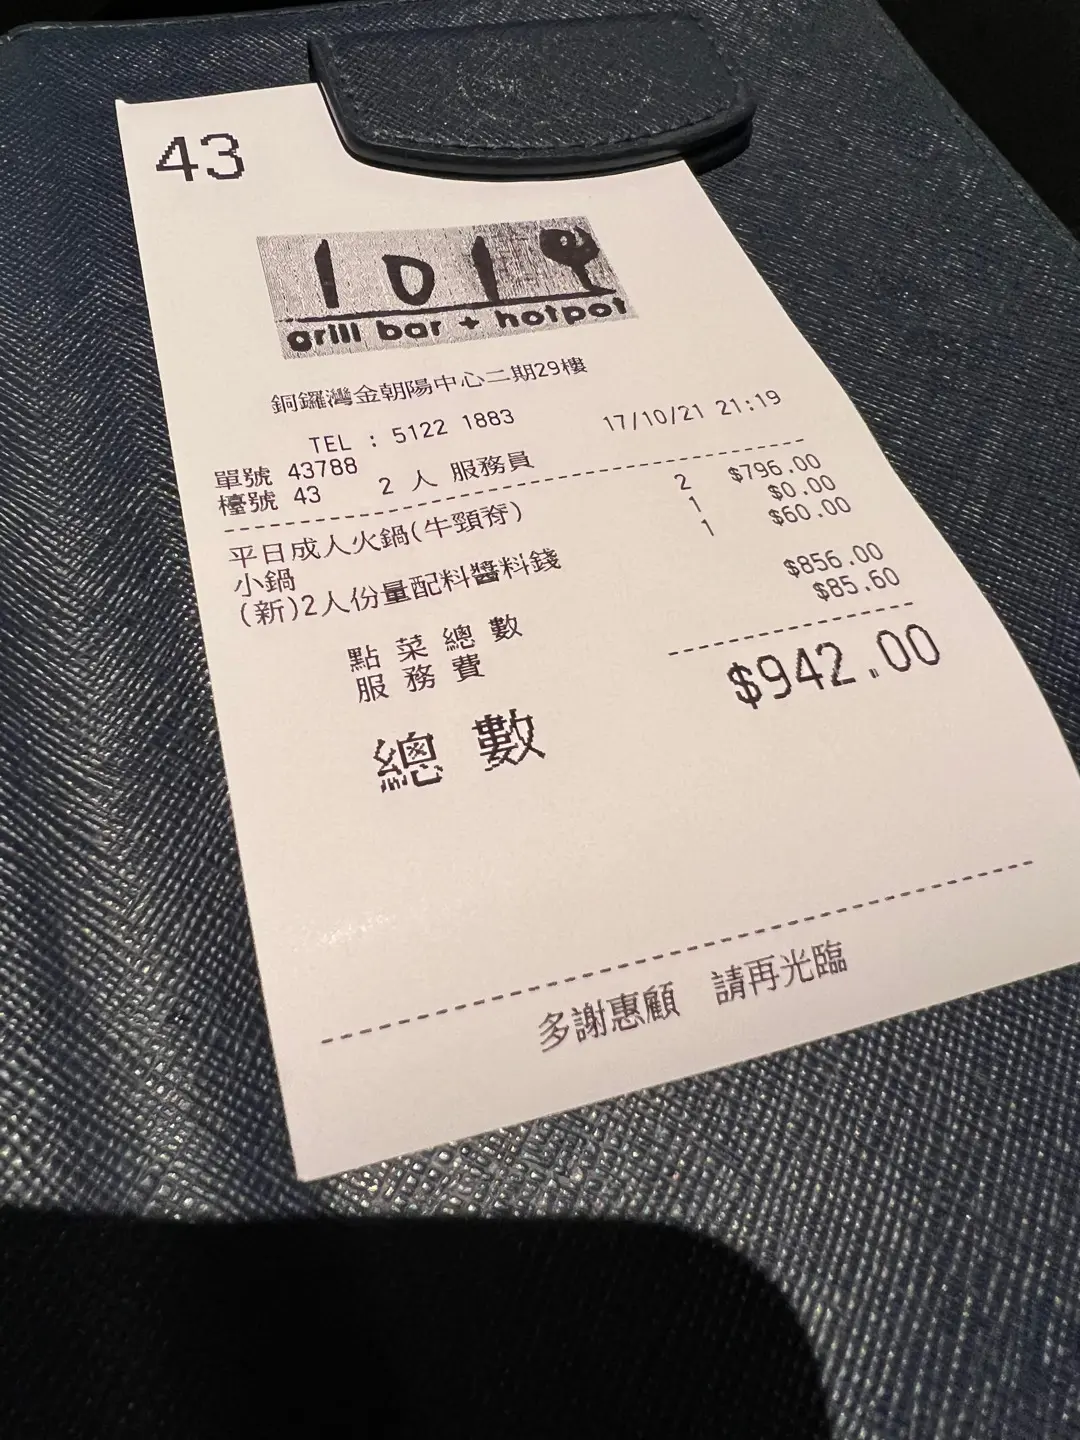 43
1019
grill bar + hotpot
銅鑼灣金朝陽中心二期29樓
TEL : 5122 1883
單號 43788 17/10/21 21:19
檯號 43 2 人 服務員
平日成人火鍋(牛頸脊) 2 $796.00
小鍋 1 $0.00
(新)2人份量配料醬料錢 1 $60.00
點菜總數 $856.00
服務費 $85.60
總數 $942.00
多謝惠顧 請再光臨